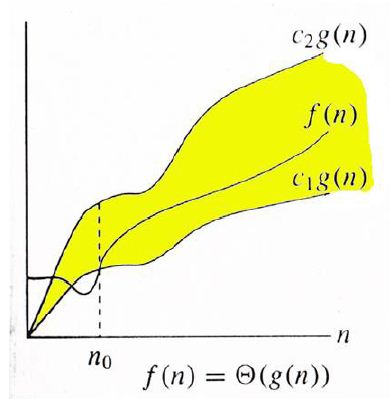 c₂g(n)
f(n)
c₁g(n)
n
n₀
f(n) = Θ(g(n))